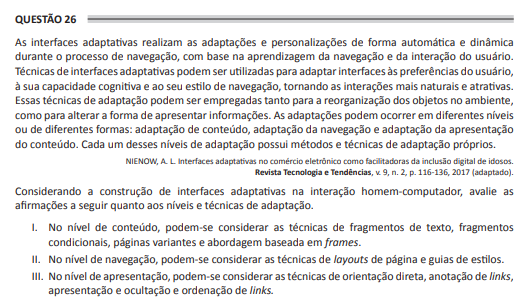 QUESTÃO 26
As interfaces adaptativas realizam as adaptações e personalizações de forma automática e dinâmica
durante o processo de navegação, com base na aprendizagem da navegação e da interação do usuário.
Técnicas de interfaces adaptativas podem ser utilizadas para adaptar interfaces às preferências do usuário,
à sua capacidade cognitiva e ao seu estilo de navegação, tornando as interações mais naturais e atrativas.
Essas técnicas de adaptação podem ser empregadas tanto para a reorganização dos objetos no ambiente,
como para alterar a forma de apresentar informações. As adaptações podem ocorrer em diferentes níveis
ou de diferentes formas: adaptação de conteúdo, adaptação da navegação e adaptação da apresentação
do conteúdo. Cada um desses níveis de adaptação possui métodos e técnicas de adaptação próprios.
NIENOW, A. L. Interfaces adaptativas no comércio eletrônico como facilitadoras da inclusão digital de idosos.
Revista Tecnologia e Tendências, v. 9, n. 2, p. 116-136, 2017 (adaptado).
Considerando a construção de interfaces adaptativas na interação homem-computador, avalie as
afirmações a seguir quanto aos níveis e técnicas de adaptação.
I. No nível de conteúdo, podem-se considerar as técnicas de fragmentos de texto, fragmentos
condicionais, páginas variantes e abordagem baseada em frames.
II. No nível de navegação, podem-se considerar as técnicas de layouts de página e guias de estilos.
III. No nível de apresentação, podem-se considerar as técnicas de orientação direta, anotação de links,
apresentação e ocultação e ordenação de links.